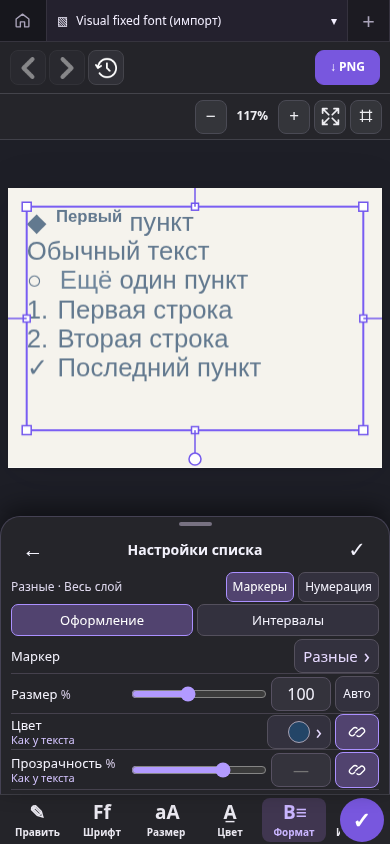 Visual fixed font (импорт)
↓ PNG
117%
◆ Первый пункт
Обычный текст
○ Ещё один пункт
1. Первая строка
2. Вторая строка
✓ Последний пункт
Настройки списка
Разные · Весь слой
Маркеры
Нумерация
Оформление
Интервалы
Маркер
Разные
Размер %
100
Авто
Цвет
Как у текста
Прозрачность %
Как у текста
—
Ff
aA
A
B≡
Править
Шрифт
Размер
Цвет
Формат